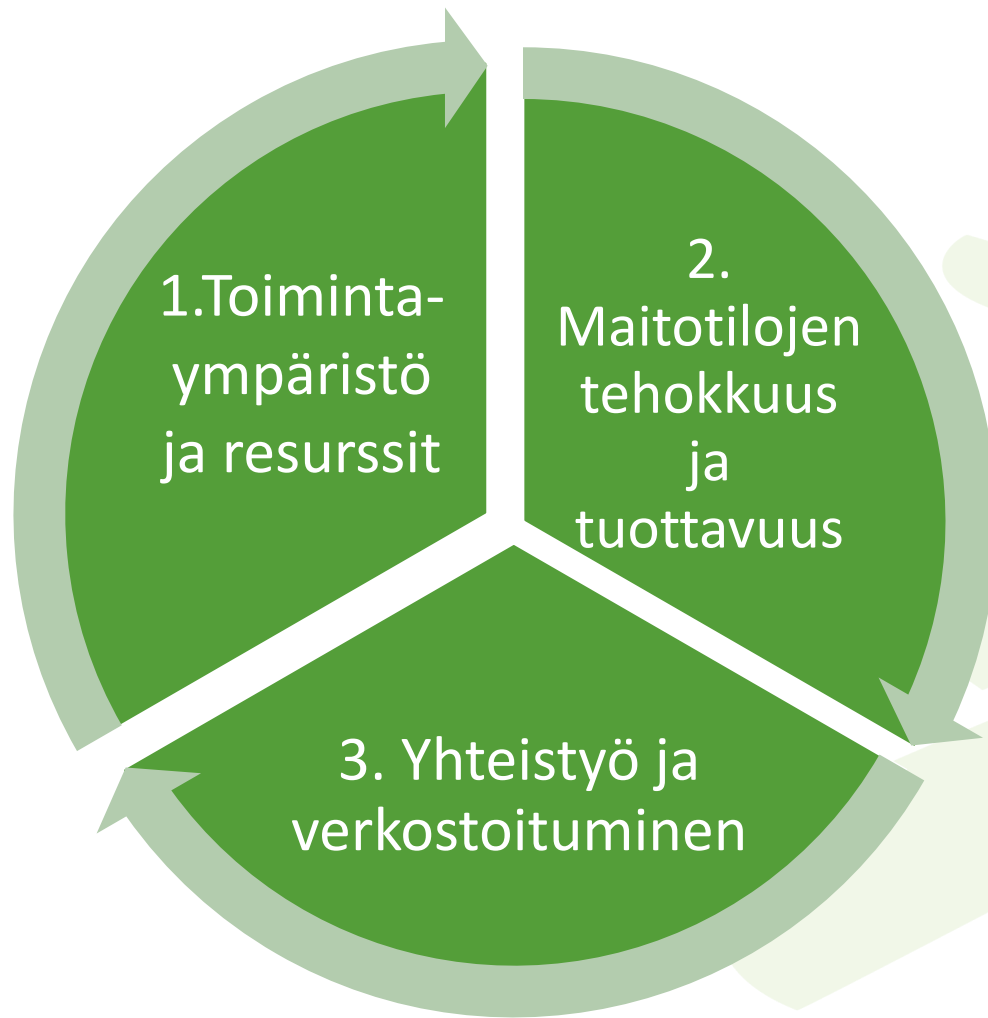 1.Toiminta-
ympäristö
ja resurssit
2.
Maitotilojen
tehokkuus
ja
tuottavuus
3. Yhteistyö ja
verkostoituminen